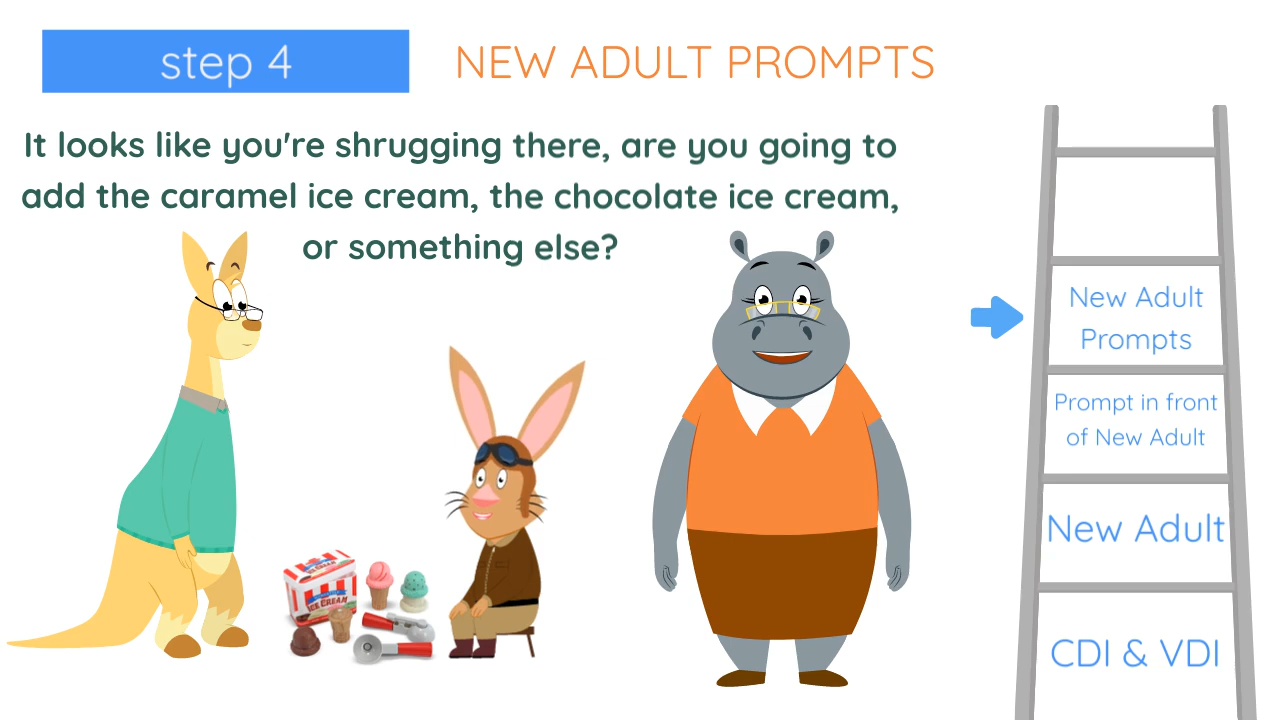 step 4
NEW ADULT PROMPTS
It looks like you're shrugging there, are you going to
add the caramel ice cream, the chocolate ice cream,
or something else?
New Adult
Prompts
Prompt in front
of New Adult
New Adult
CDI & VDI
ICE CREAM
ICE CREAM